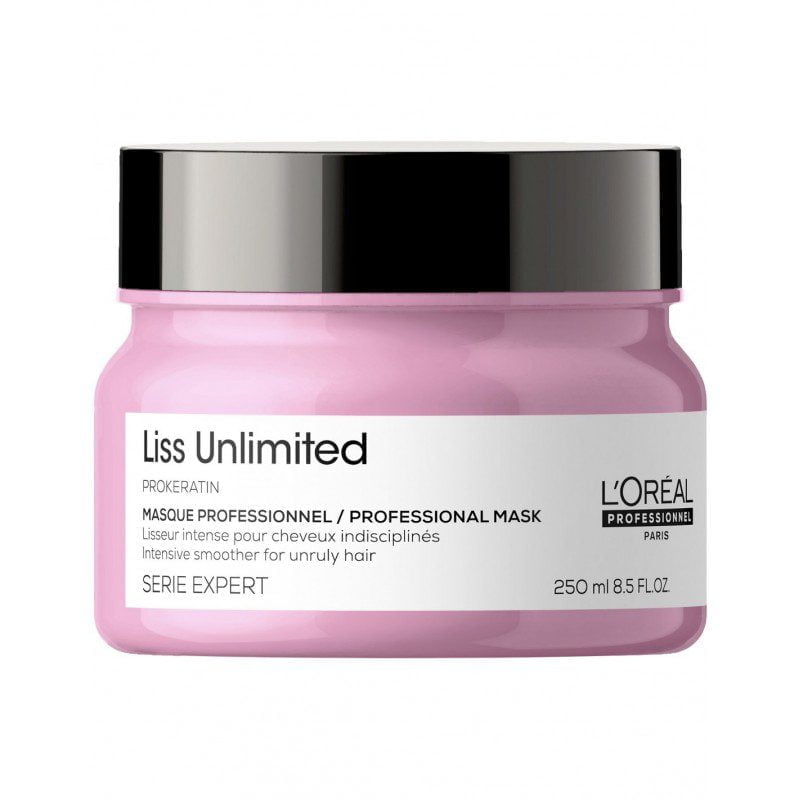 Liss Unlimited
PROKERATIN
MASQUE PROFESSIONNEL / PROFESSIONAL MASK
Lisseur intense pour cheveux indisciplinés
Intensive smoother for unruly hair
SERIE EXPERT
L'ORÉAL
PROFESSIONNEL
PARIS
250 ml 8.5 FL.OZ.